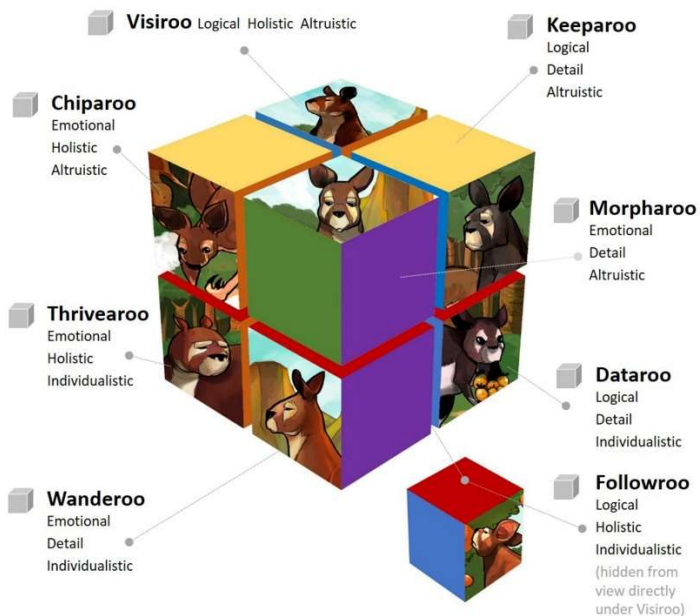 Visiroo Logical Holistic Altruistic
Keeparoo
Logical
Detail
Altruistic
Chiparoo
Emotional
Holistic
Altruistic
Morpharoo
Emotional
Detail
Altruistic
Thrivearoo
Emotional
Holistic
Individualistic
Dataroo
Logical
Detail
Individualistic
Wanderoo
Emotional
Detail
Individualistic
Followroo
Logical
Holistic
Individualistic
(hidden from
view directly
under Visiroo)